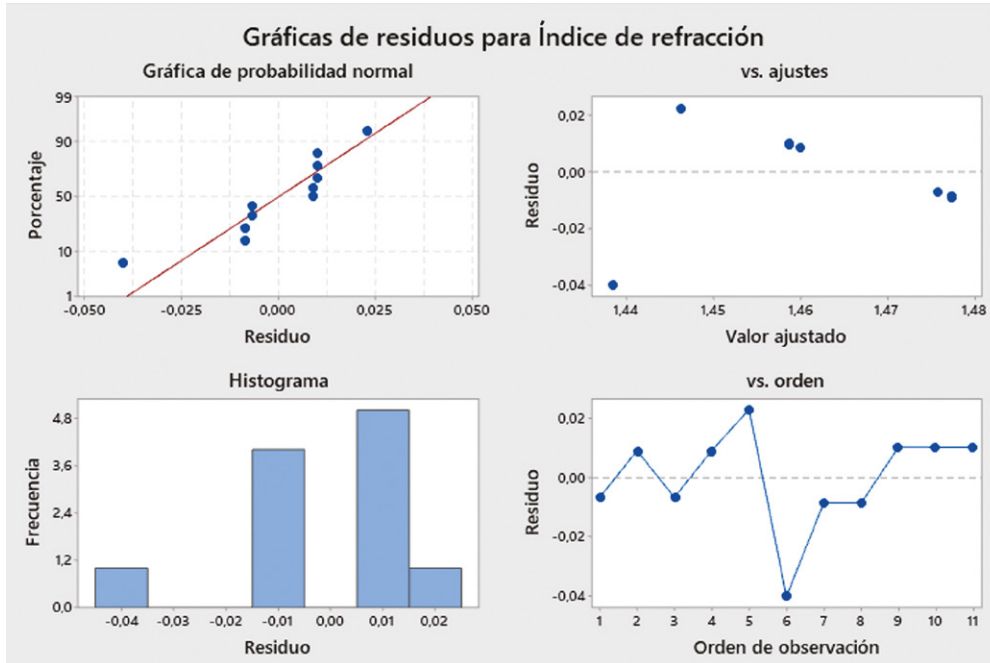 Gráficas de residuos para Índice de refracción
Gráfica de probabilidad normal
Porcentaje
99
90
50
10
1
-0,050 -0,025 0,000 0,025 0,050
Residuo
vs. ajustes
Residuo
0,02
0,00
-0,02
-0,04
1,44 1,45 1,46 1,47 1,48
Valor ajustado
Histograma
Frecuencia
4,8
3,6
2,4
1,2
0,0
-0,04 -0,03 -0,02 -0,01 0,00 0,01 0,02
Residuo
vs. orden
Residuo
0,02
0,00
-0,02
-0,04
1 2 3 4 5 6 7 8 9 10 11
Orden de observación